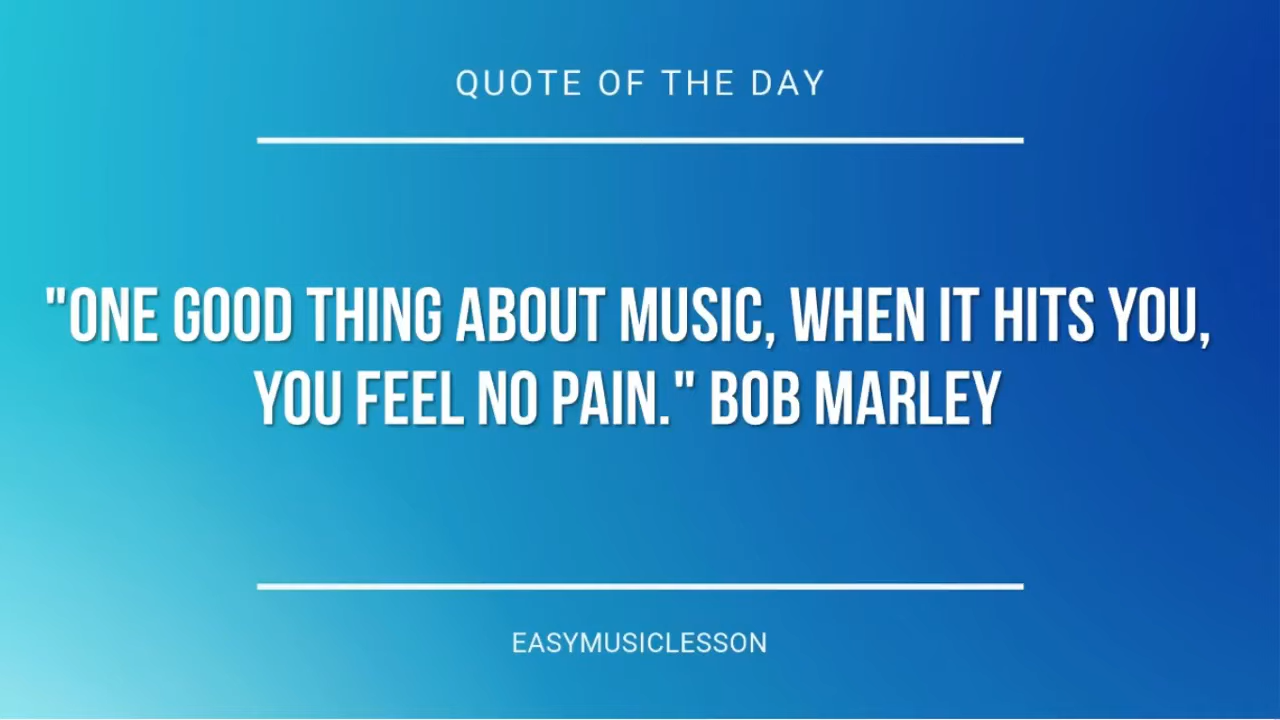 QUOTE OF THE DAY
"ONE GOOD THING ABOUT MUSIC, WHEN IT HITS YOU,
YOU FEEL NO PAIN." BOB MARLEY
EASYMUSICLESSON